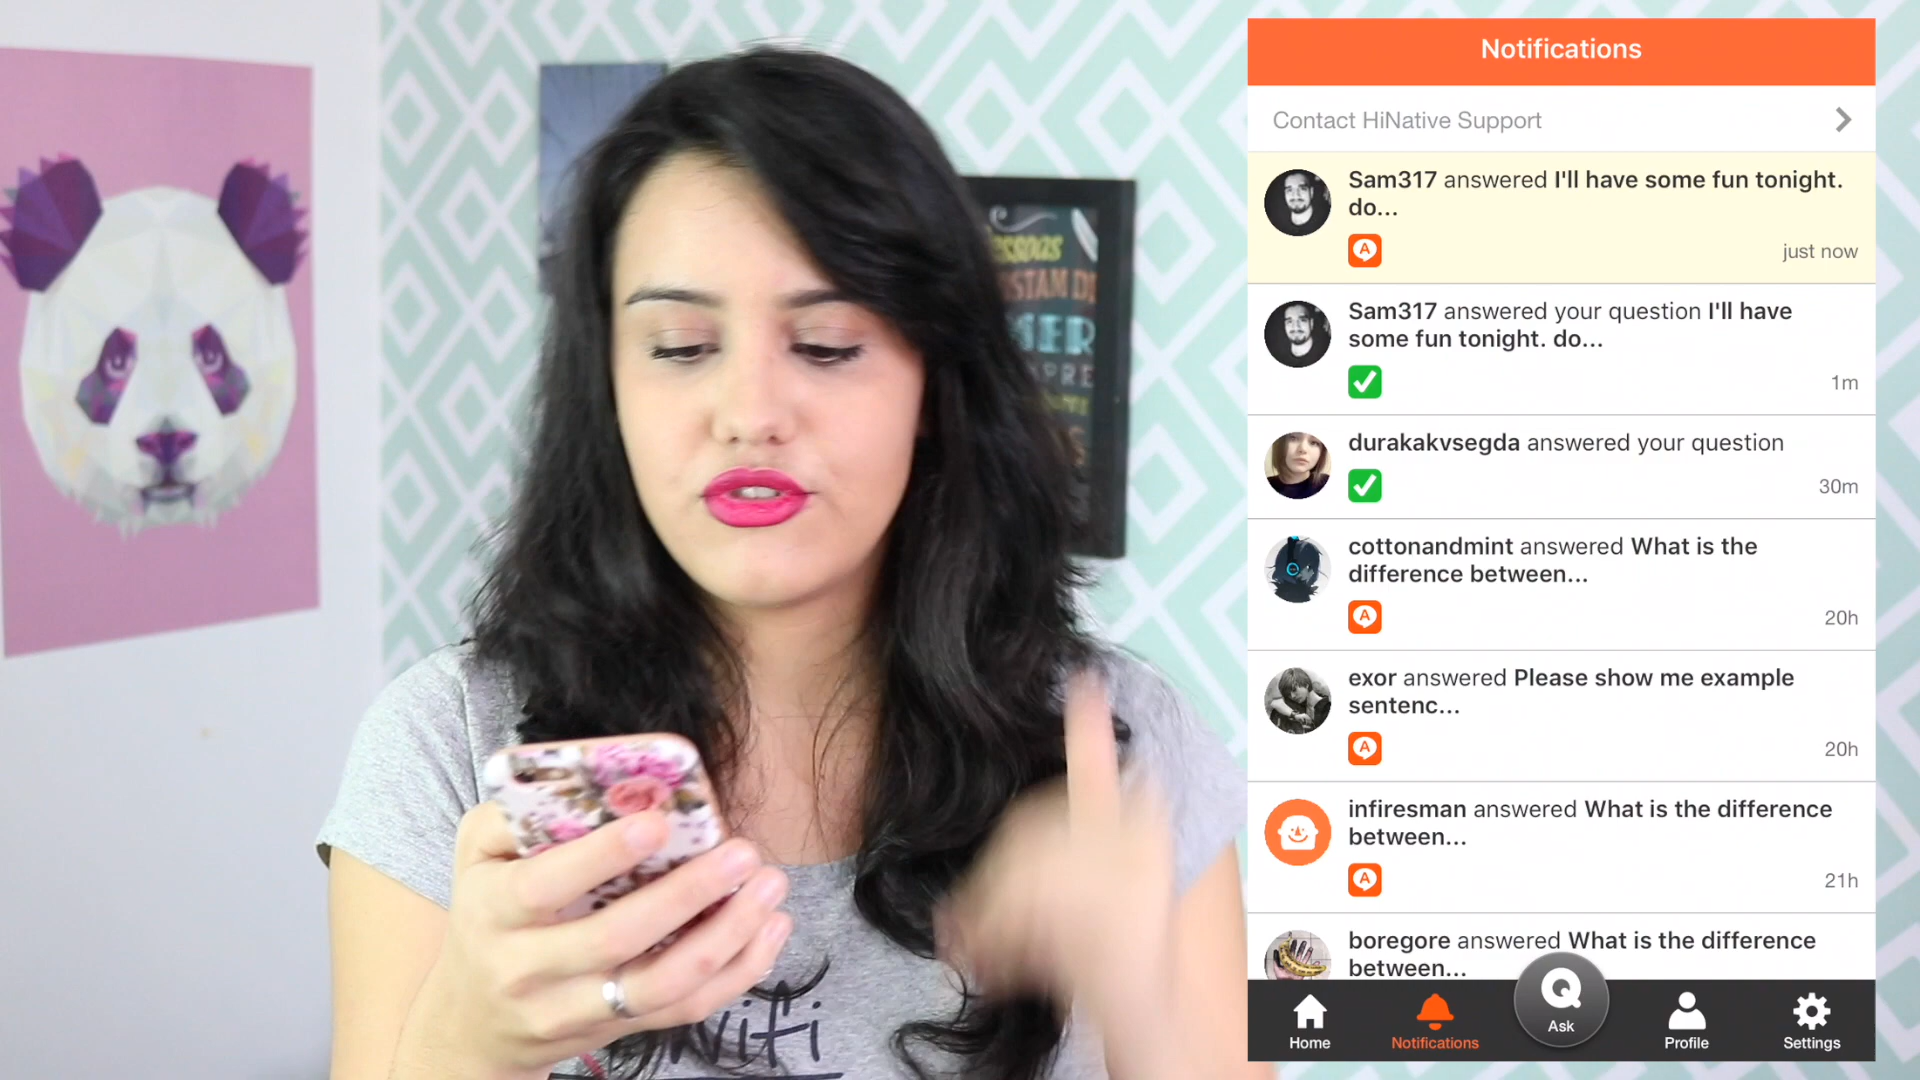 Notifications
Contact HiNative Support
Sam317 answered I'll have some fun tonight.
do...
A
just now
Sam317 answered your question I'll have
some fun tonight. do...
1m
durakakvsegda answered your question
30m
cottonandmint answered What is the
difference between...
A
20h
exor answered Please show me example
sentenc...
A
20h
infiresman answered What is the difference
between...
A
21h
boregore answered What is the difference
between...
Q
Ask
Home
Notifications
Profile
Settings
wifi